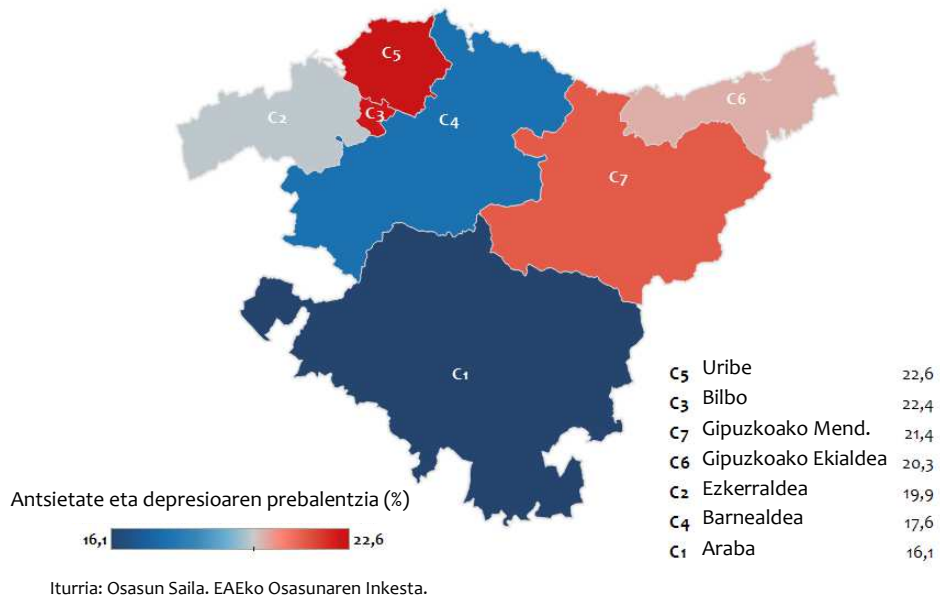 C5
C3
C2
C4
C6
C7
C1
C5 Uribe 22,6
C3 Bilbo 22,4
C7 Gipuzkoako Mend. 21,4
C6 Gipuzkoako Ekialdea 20,3
C2 Ezkerraldea 19,9
C4 Barnealdea 17,6
C1 Araba 16,1
Antsietate eta depresioaren prebalentzia (%)
16,1 22,6
Iturria: Osasun Saila. EAEko Osasunaren Inkesta.